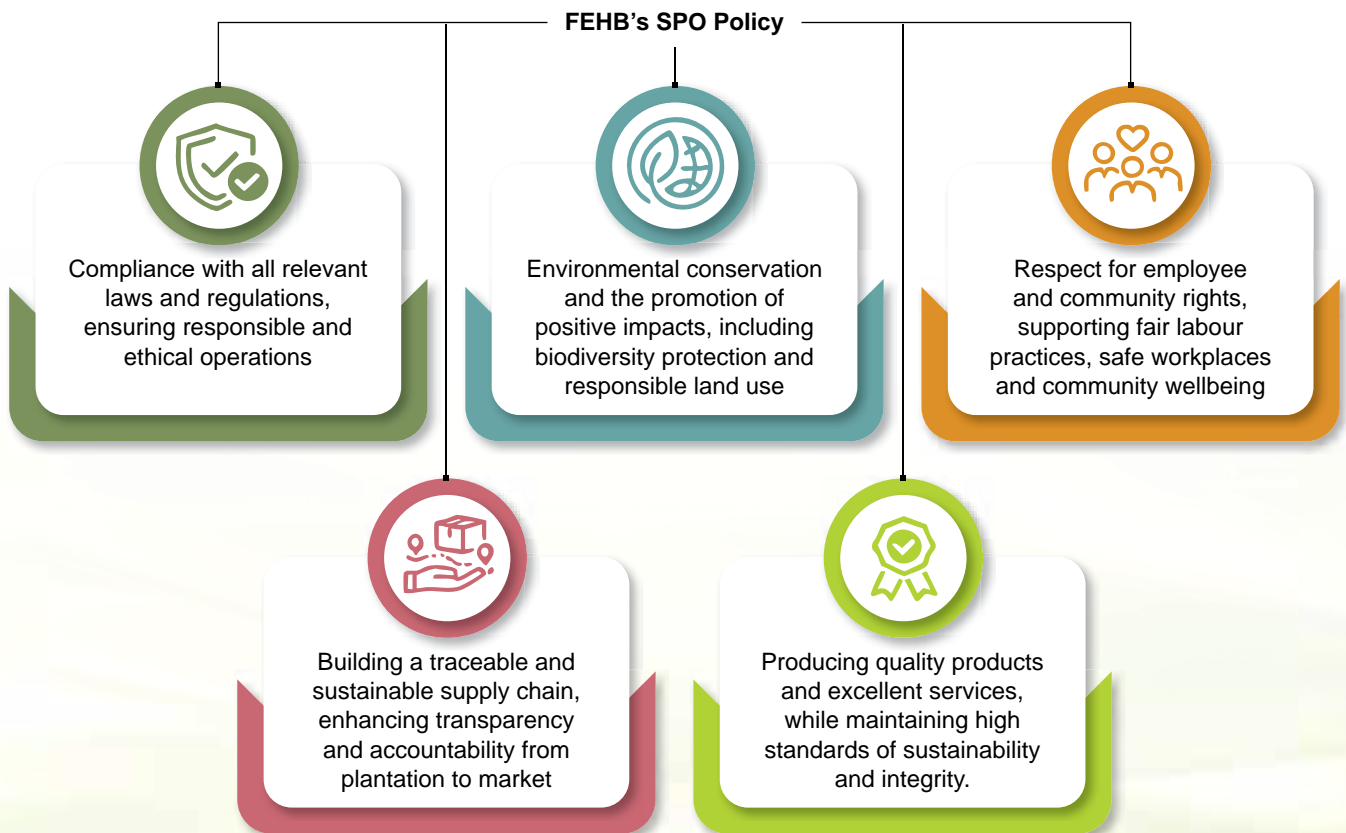 FEHB’s SPO Policy
Compliance with all relevant
laws and regulations,
ensuring responsible and
ethical operations
Environmental conservation
and the promotion of
positive impacts, including
biodiversity protection and
responsible land use
Respect for employee
and community rights,
supporting fair labour
practices, safe workplaces
and community wellbeing
Building a traceable and
sustainable supply chain,
enhancing transparency
and accountability from
plantation to market
Producing quality products
and excellent services,
while maintaining high
standards of sustainability
and integrity.